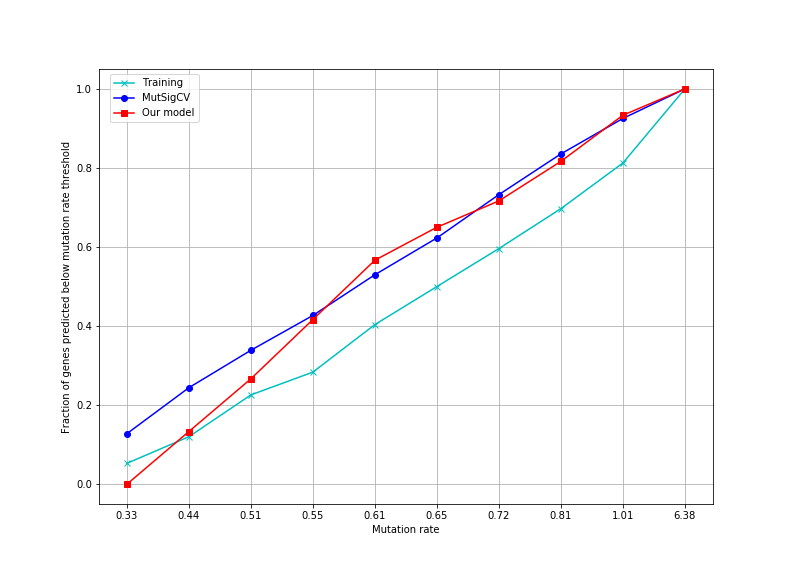 Training
MutSigCV
Our model
Fraction of genes predicted below mutation rate threshold
1.0
0.8
0.6
0.4
0.2
0.0
0.33 0.44 0.51 0.55 0.61 0.65 0.72 0.81 1.01 6.38
Mutation rate